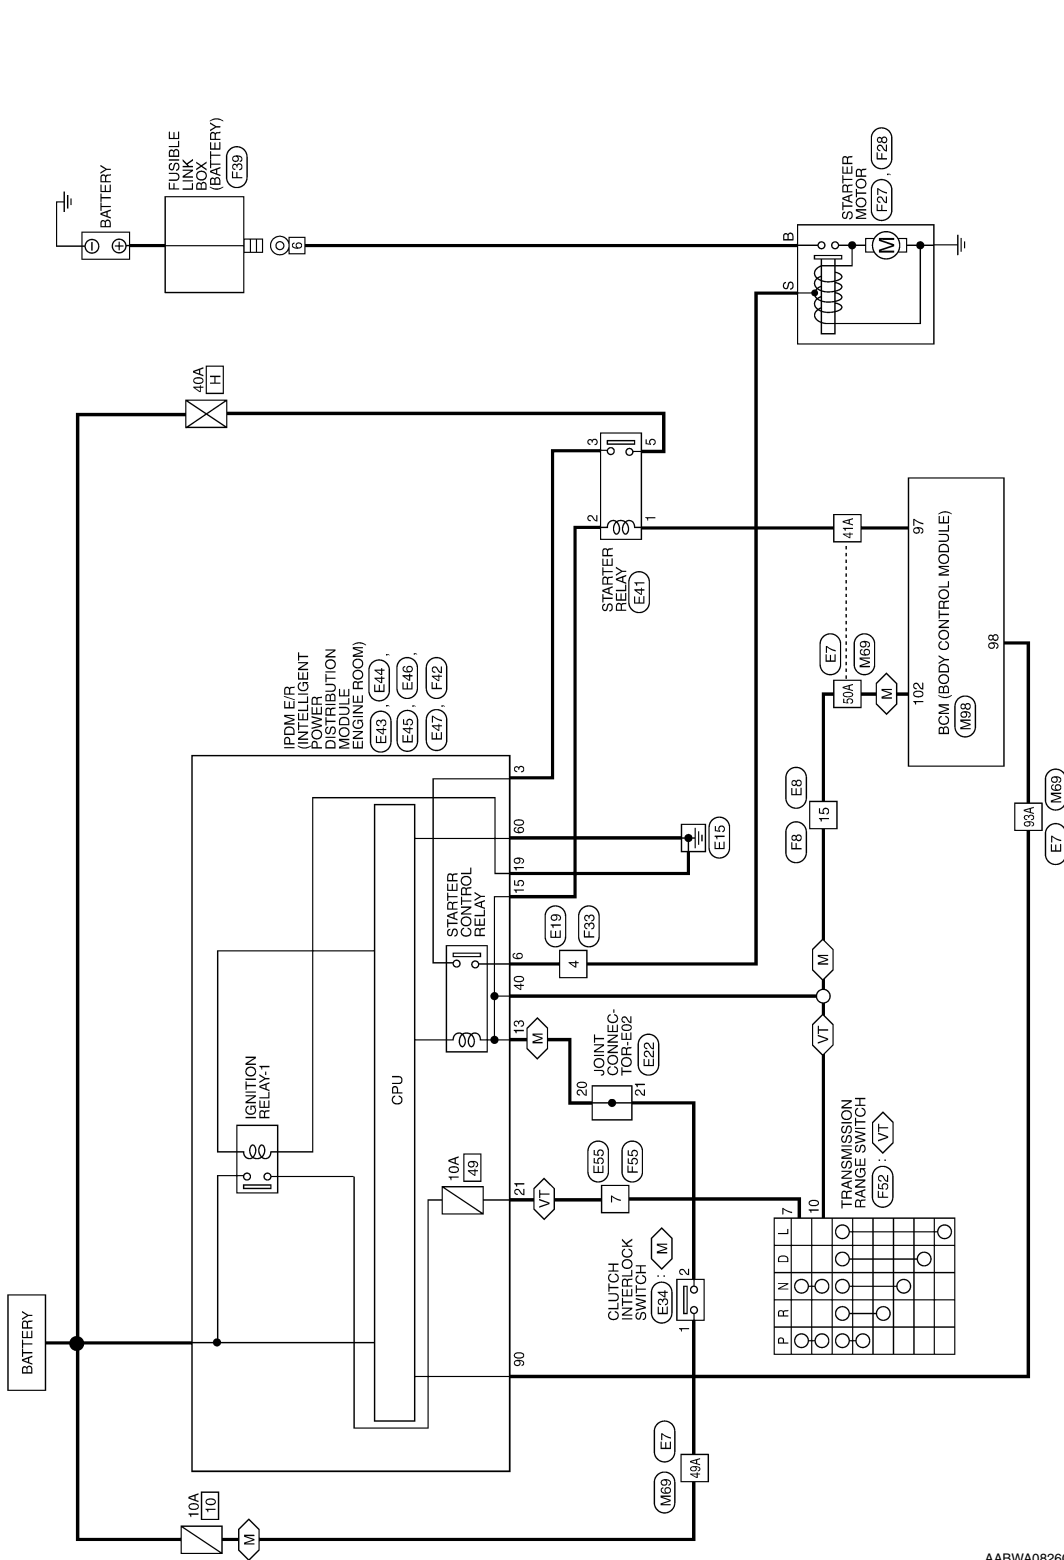 BATTERY
FUSIBLE
LINK
BOX
(BATTERY)
F39
6
40A
H
B
S
STARTER
MOTOR
F27 , F28
M
3
5
2
1
STARTER
RELAY
E41
41A
97
IPDM E/R
(INTELLIGENT
POWER
DISTRIBUTION
MODULE
ENGINE ROOM)
E43 , E44 ,
E45 , E46 ,
E47 , F42
E7
M69
50A
M
102
98
BCM (BODY CONTROL MODULE)
M98
3
60
19
15
6
40
13
21
90
E15
E8
F8
15
93A
M69
E7
STARTER
CONTROL
RELAY
E19
F33
4
M
VT
M
JOINT
CONNEC-
TOR-E02
E22
20
21
IGNITION
RELAY-1
CPU
10A
49
VT
E55
F55
7
TRANSMISSION
RANGE SWITCH
F52 : VT
7
10
P R N D L
CLUTCH
INTERLOCK
SWITCH
E34 : M
1
2
BATTERY
M69
E7
49A
10A
10
M